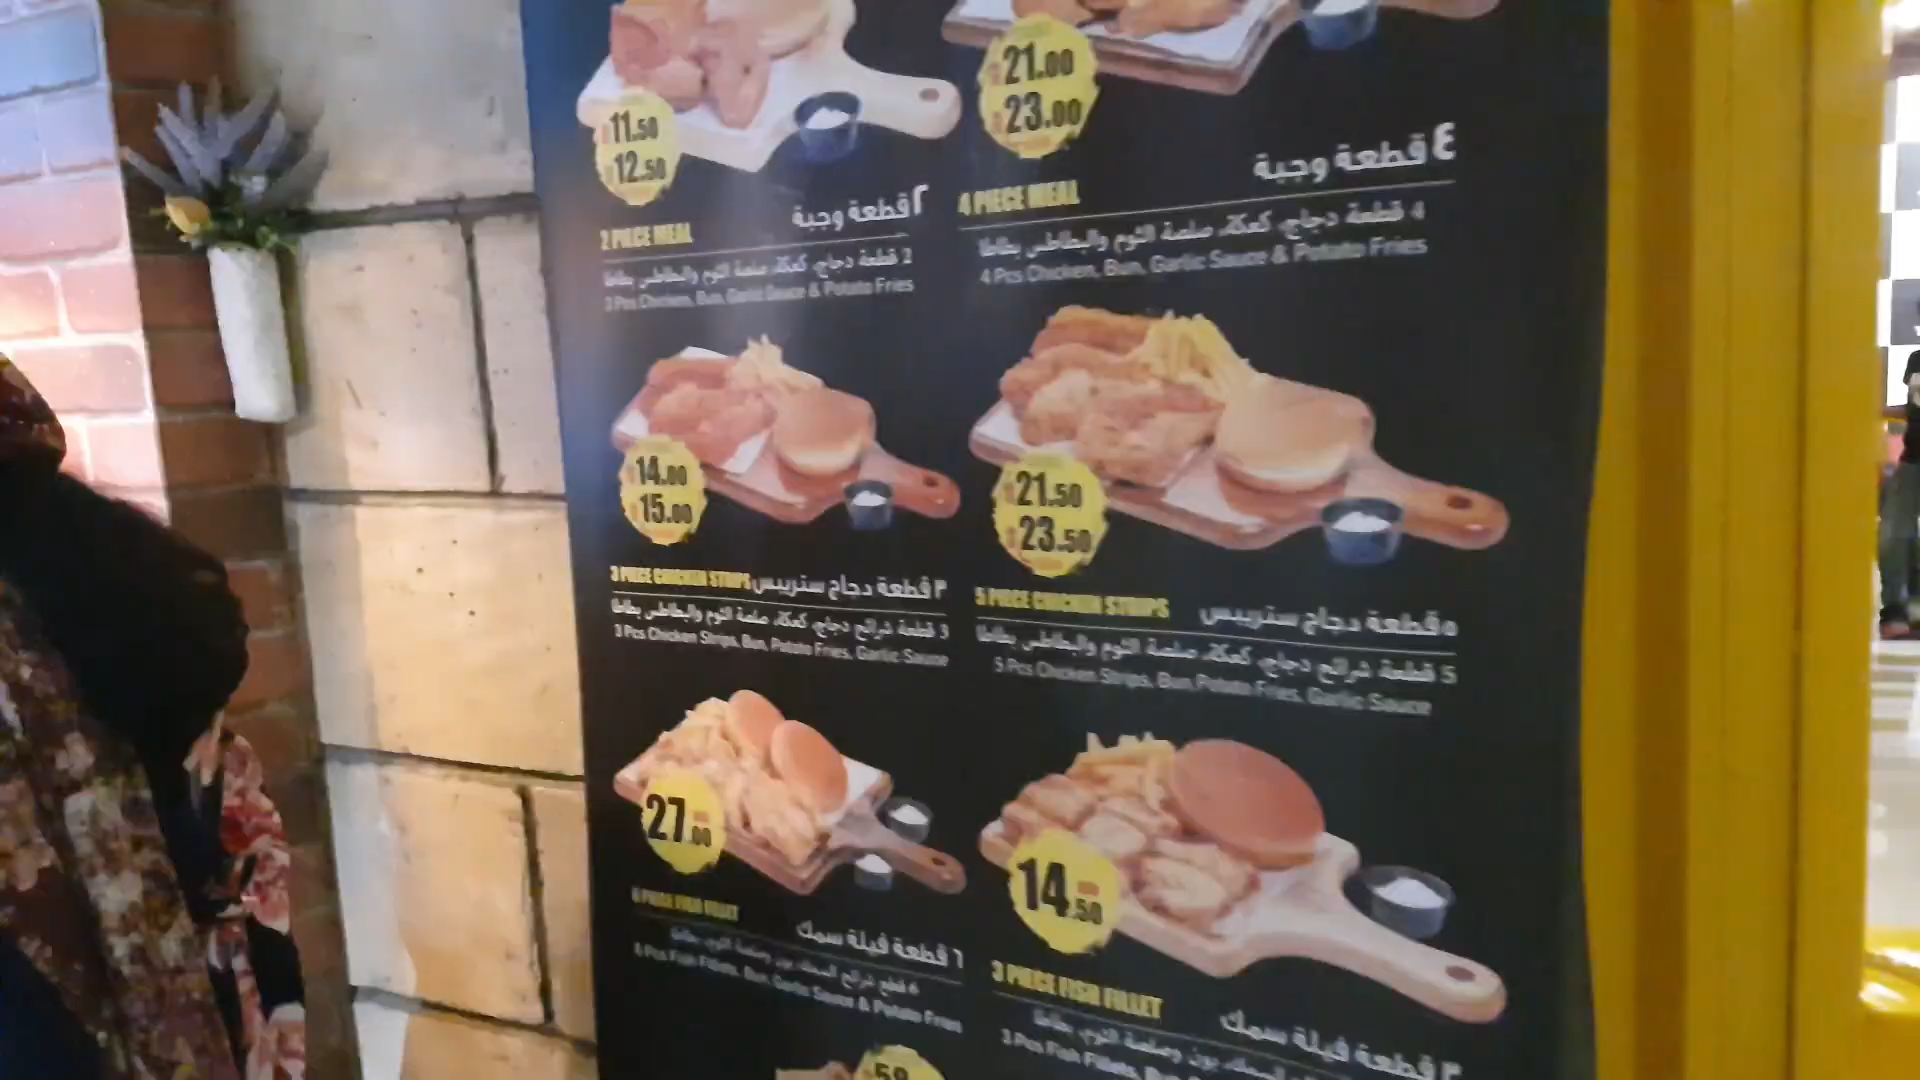 11.50
12.50
21.00
23.00
2 PIECE MEAL
٢ قطعة وجبة
2 قطعة دجاج، كعكة، صلصة الثوم والبطاطس بطاطا
4 PIECE MEAL
٤ قطعة وجبة
4 قطعة دجاج، كعكة، صلصة الثوم والبطاطس بطاطا
4 Pcs Chicken, Bun, Garlic Sauce & Potato Fries
14.00
15.00
21.50
23.50
3 PIECE CHICKEN STRIPS ٣ قطعة دجاج ستريبس
3 قطعة شرائح دجاج، كعكة، صلصة الثوم والبطاطس بطاطا
3 Pcs Chicken Strips, Bun, Potato Fries, Garlic Sauce
5 PIECE CHICKEN STRIPS
٥ قطعة دجاج ستريبس
5 قطعة شرائح دجاج، كعكة، صلصة الثوم والبطاطس بطاطا
5 Pcs Chicken Strips, Bun, Potato Fries, Garlic Sauce
27.00
14.50
6 PIECE FISH FILLET
٦ قطعة فيلة سمك
6 Pcs Fish Fillets, Bun, Garlic Sauce & Potato Fries
3 PIECE FISH FILLET
٣ قطعة فيلة سمك
3 Pcs Fish Fillets, Bun